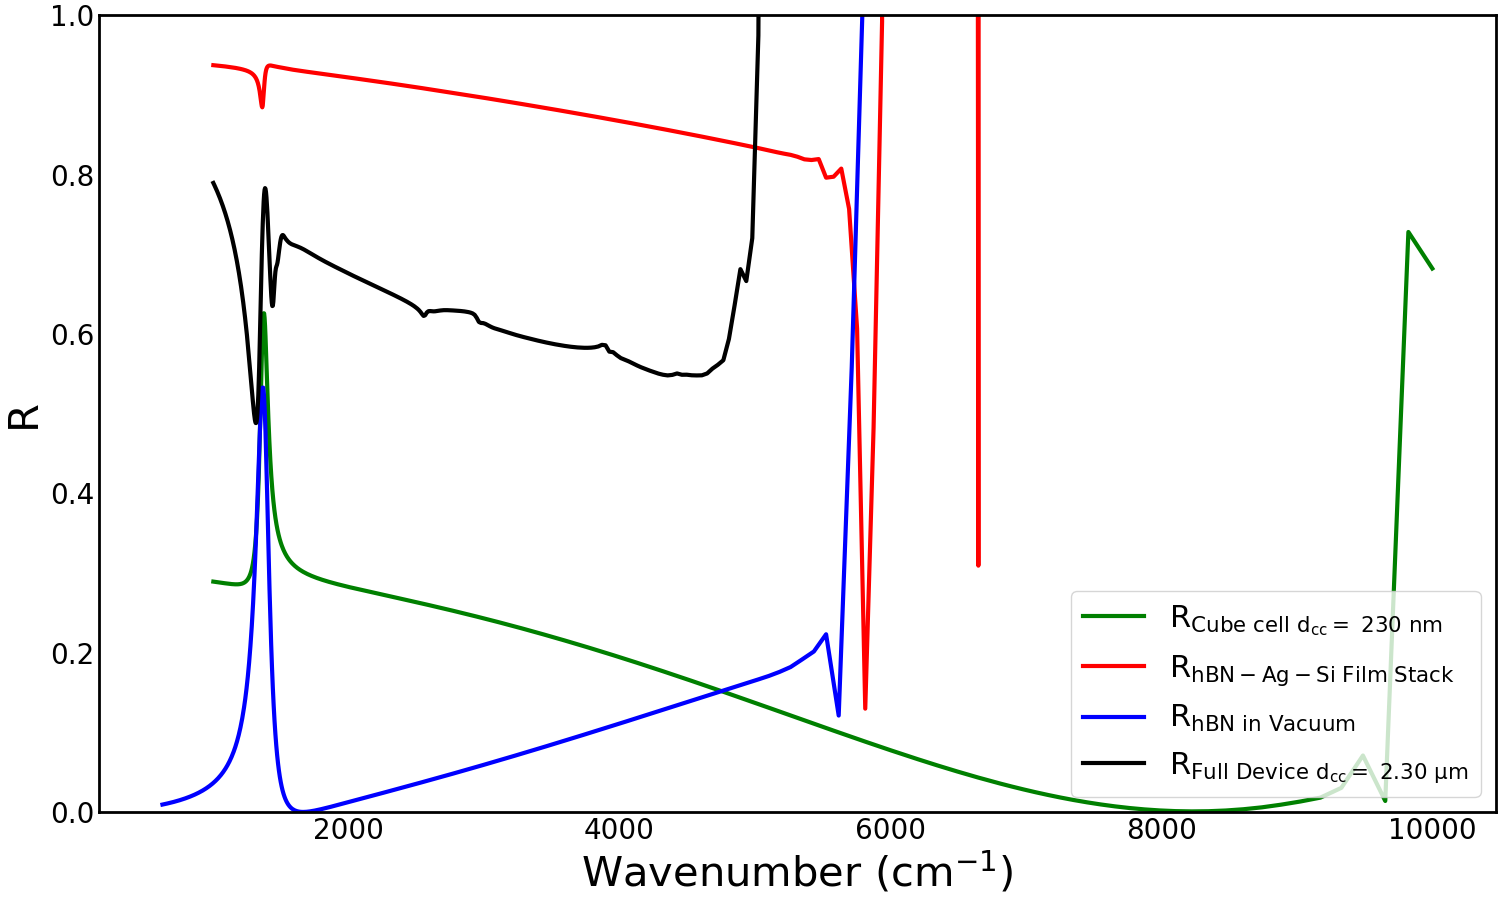 1.0
0.8
0.6
0.4
0.2
0.0
R
2000
4000
6000
8000
10000
Wavenumber (cm⁻¹)
R_Cube cell d_cc = 230 nm
R_hBN − Ag − Si Film Stack
R_hBN in Vacuum
R_Full Device d_cc = 2.30 μm